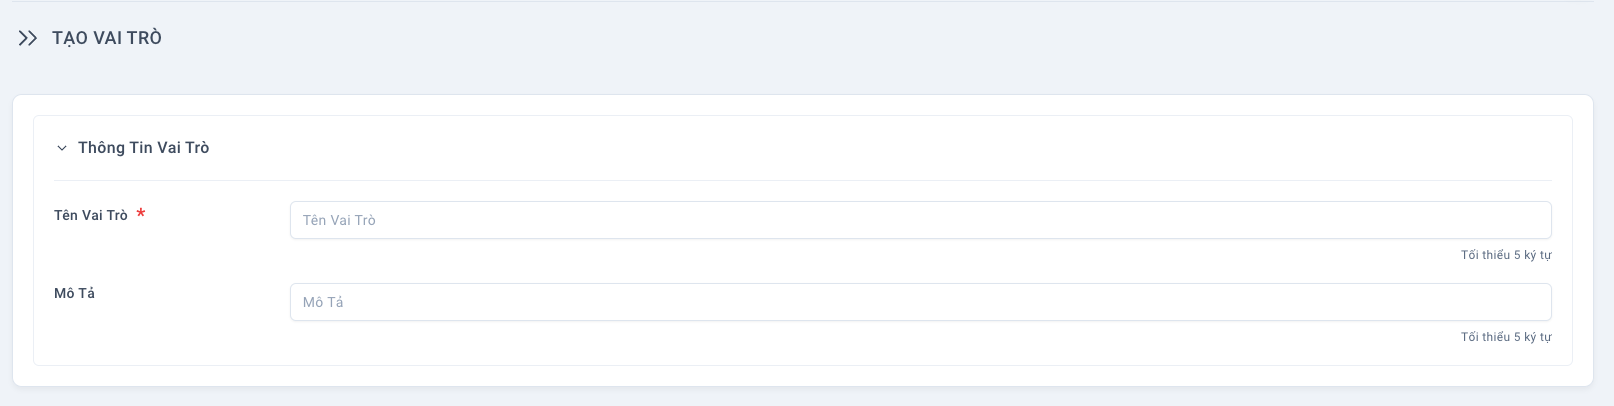 TẠO VAI TRÒ
Thông Tin Vai Trò
Tên Vai Trò *
Tên Vai Trò
Tối thiểu 5 ký tự
Mô Tả
Mô Tả
Tối thiểu 5 ký tự